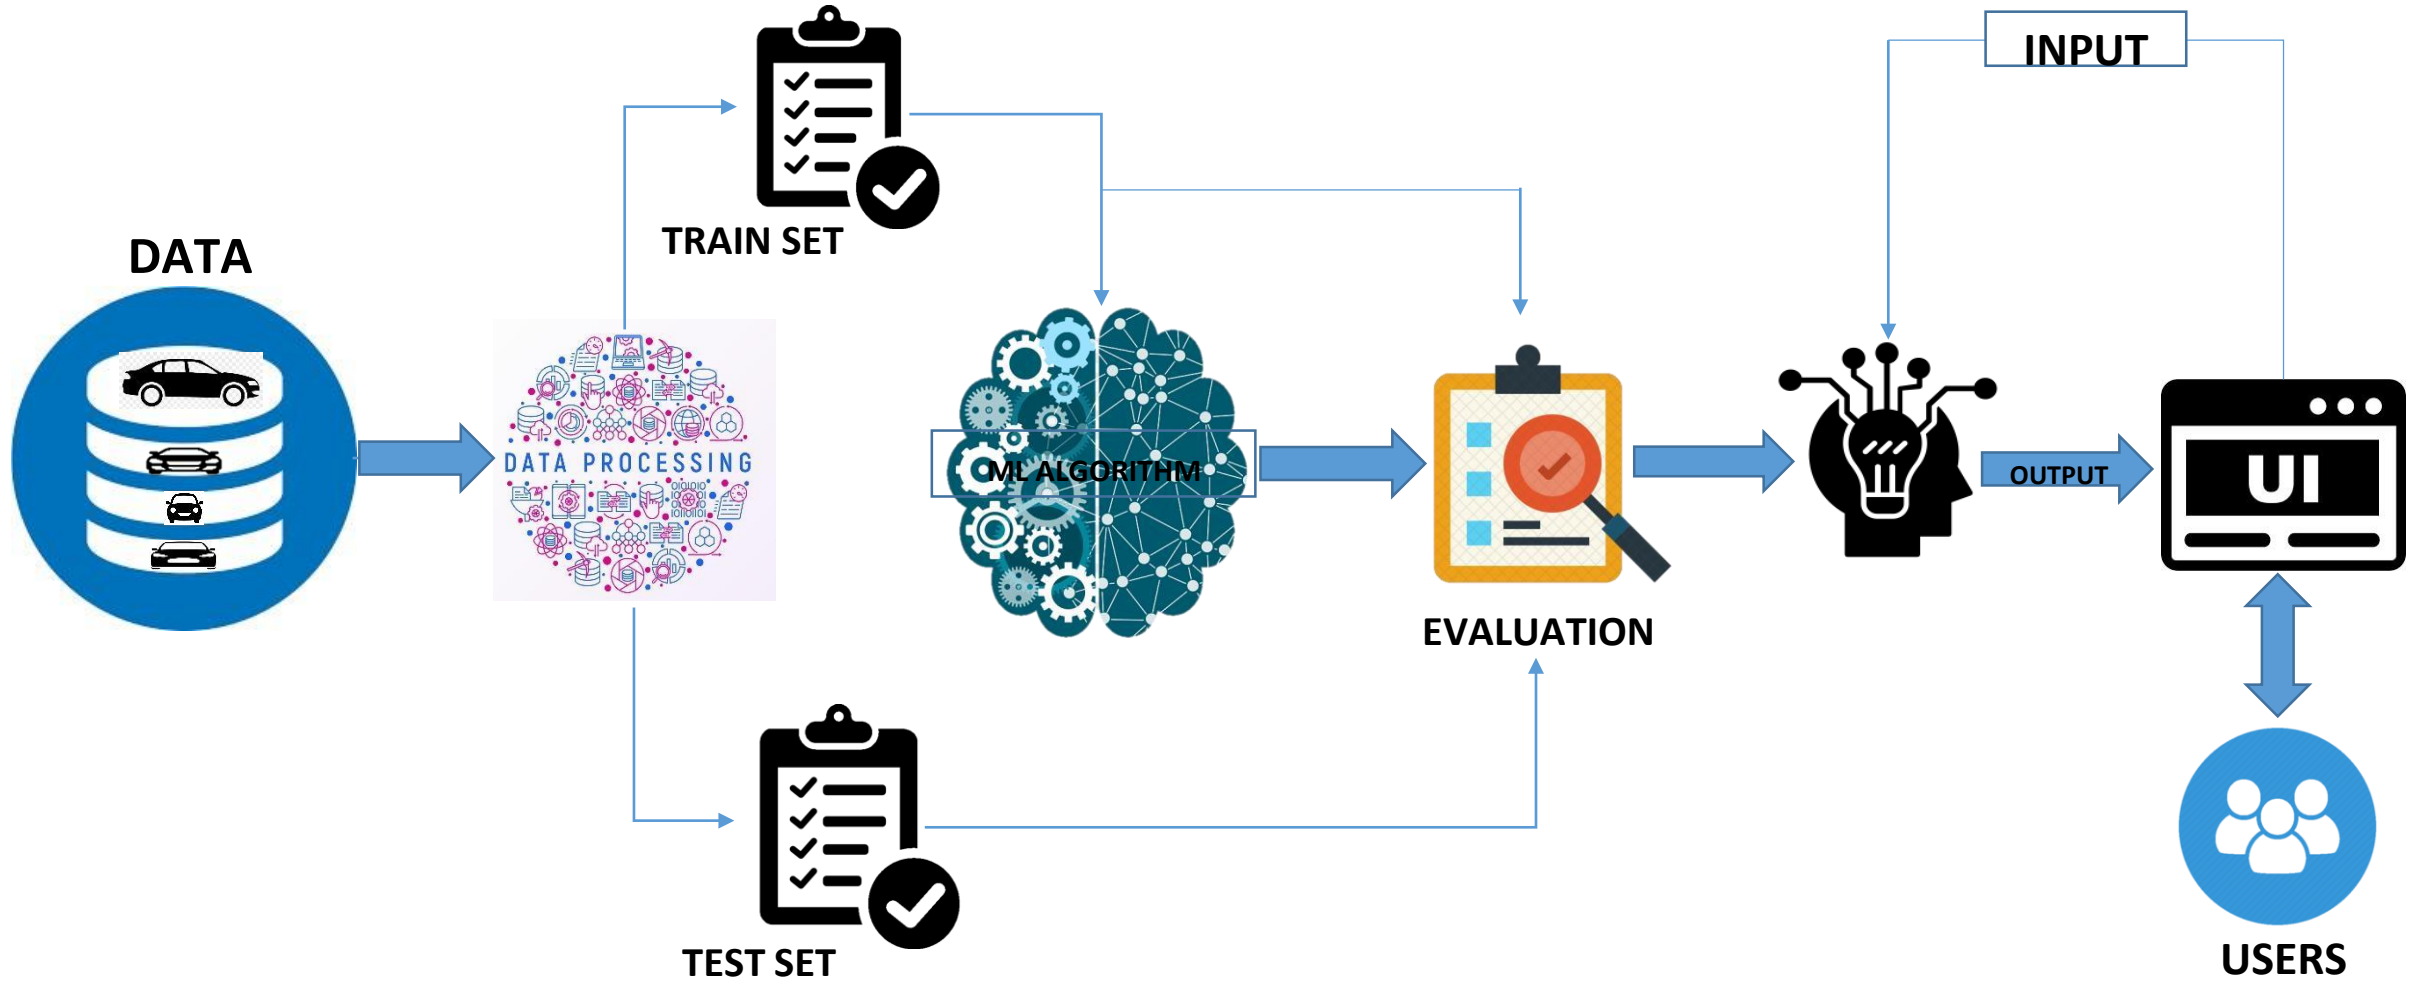 INPUT
TRAIN SET
DATA
DATA PROCESSING
ML ALGORITHM
OUTPUT
UI
EVALUATION
TEST SET
USERS